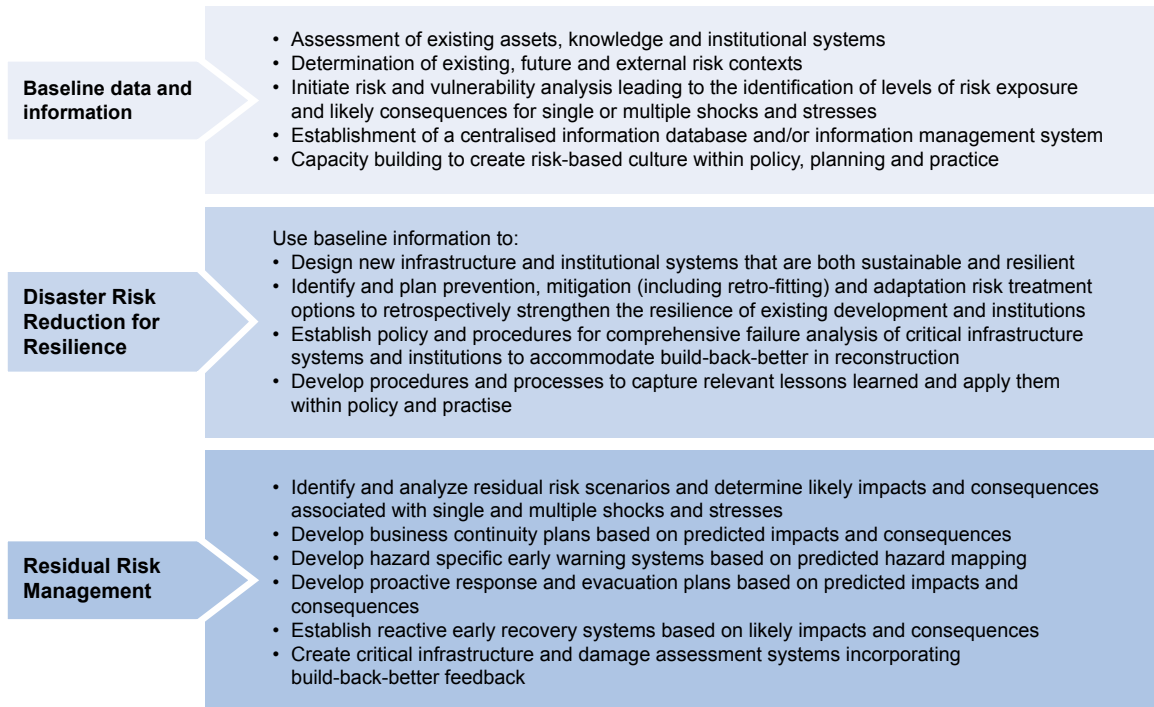 Baseline data and
information
• Assessment of existing assets, knowledge and institutional systems
• Determination of existing, future and external risk contexts
• Initiate risk and vulnerability analysis leading to the identification of levels of risk exposure
and likely consequences for single or multiple shocks and stresses
• Establishment of a centralised information database and/or information management system
• Capacity building to create risk-based culture within policy, planning and practice
Disaster Risk
Reduction for
Resilience
Use baseline information to:
• Design new infrastructure and institutional systems that are both sustainable and resilient
• Identify and plan prevention, mitigation (including retro-fitting) and adaptation risk treatment
options to retrospectively strengthen the resilience of existing development and institutions
• Establish policy and procedures for comprehensive failure analysis of critical infrastructure
systems and institutions to accommodate build-back-better in reconstruction
• Develop procedures and processes to capture relevant lessons learned and apply them
within policy and practise
Residual Risk
Management
• Identify and analyze residual risk scenarios and determine likely impacts and consequences
associated with single and multiple shocks and stresses
• Develop business continuity plans based on predicted impacts and consequences
• Develop hazard specific early warning systems based on predicted hazard mapping
• Develop proactive response and evacuation plans based on predicted impacts and
consequences
• Establish reactive early recovery systems based on likely impacts and consequences
• Create critical infrastructure and damage assessment systems incorporating
build-back-better feedback